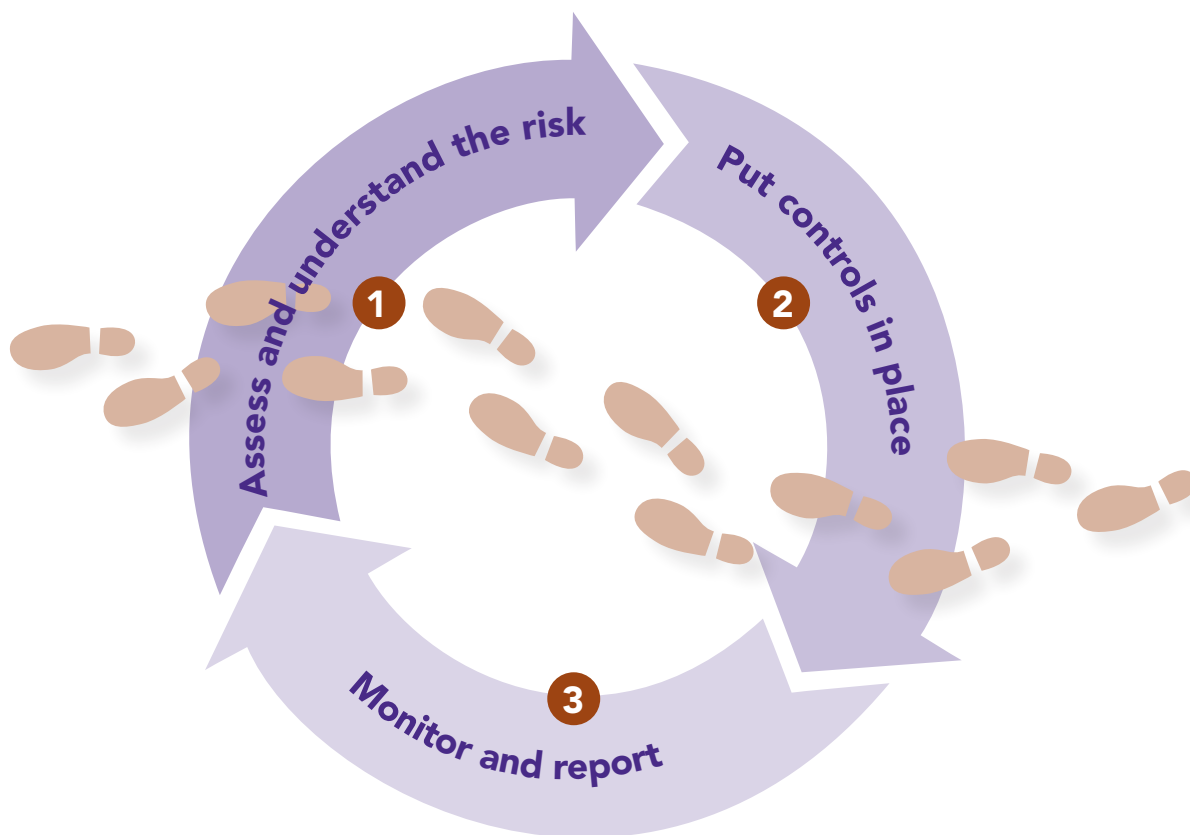 1
Assess and understand the risk
2
Put controls in place
3
Monitor and report